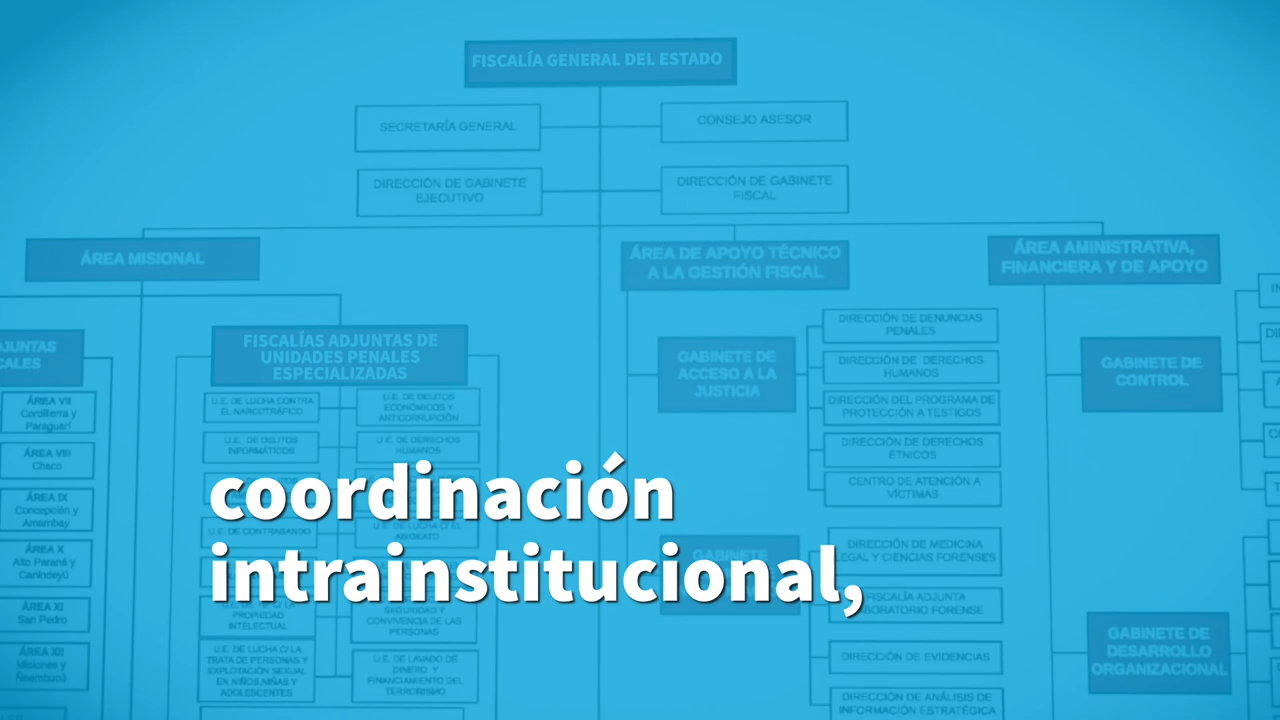 FISCALÍA GENERAL DEL ESTADO
SECRETARÍA GENERAL
CONSEJO ASESOR
DIRECCIÓN DE GABINETE
EJECUTIVO
DIRECCIÓN DE GABINETE
FISCAL
ÁREA MISIONAL
ÁREA DE APOYO TÉCNICO
A LA GESTIÓN FISCAL
ÁREA AMINISTRATIVA,
FINANCIERA Y DE APOYO
FISCALÍAS ADJUNTAS DE
UNIDADES PENALES
ESPECIALIZADAS
ÁREA VII
Cordillera y
Paraguarí
ÁREA VIII
Chaco
ÁREA IX
Concepción y
Amambay
ÁREA X
Alto Paraná y
Canindeyú
ÁREA XI
San Pedro
ÁREA XII
Misiones y
Ñeembucú
U.E. DE LUCHA CONTRA
EL NARCOTRÁFICO
U.E. DE DELITOS
ECONÓMICOS Y
ANTICORRUPCIÓN
U.E. DE DELITOS
INFORMÁTICOS
U.E. DE DERECHOS
HUMANOS
U.E. DE CONTRABANDO
U.E. DE LUCHA C/ EL
ABIGEATO
PROPIEDAD
INTELECTUAL
SEGURIDAD Y
CONVIVENCIA DE LAS
PERSONAS
U.E. DE LUCHA C/ LA
TRATA DE PERSONAS Y
EXPLOTACIÓN SEXUAL
EN NIÑOS,NIÑAS Y
ADOLESCENTES
U.E. DE LAVADO DE
DINERO Y
FINANCIAMIENTO DEL
TERRORISMO
GABINETE DE
ACCESO A LA
JUSTICIA
DIRECCIÓN DE DENUNCIAS
PENALES
DIRECCIÓN DE DERECHOS
HUMANOS
DIRECCIÓN DEL PROGRAMA DE
PROTECCIÓN A TESTIGOS
DIRECCIÓN DE DERECHOS
ÉTNICOS
CENTRO DE ATENCIÓN A
VÍCTIMAS
GABINETE
DIRECCIÓN DE MEDICINA
LEGAL Y CIENCIAS FORENSES
FISCALÍA ADJUNTA
FORENSE
DIRECCIÓN DE EVIDENCIAS
DIRECCIÓN DE ANÁLISIS DE
INFORMACIÓN ESTRATÉGICA
GABINETE DE
CONTROL
GABINETE DE
DESARROLLO
ORGANIZACIONAL
coordinación
intrainstitucional,